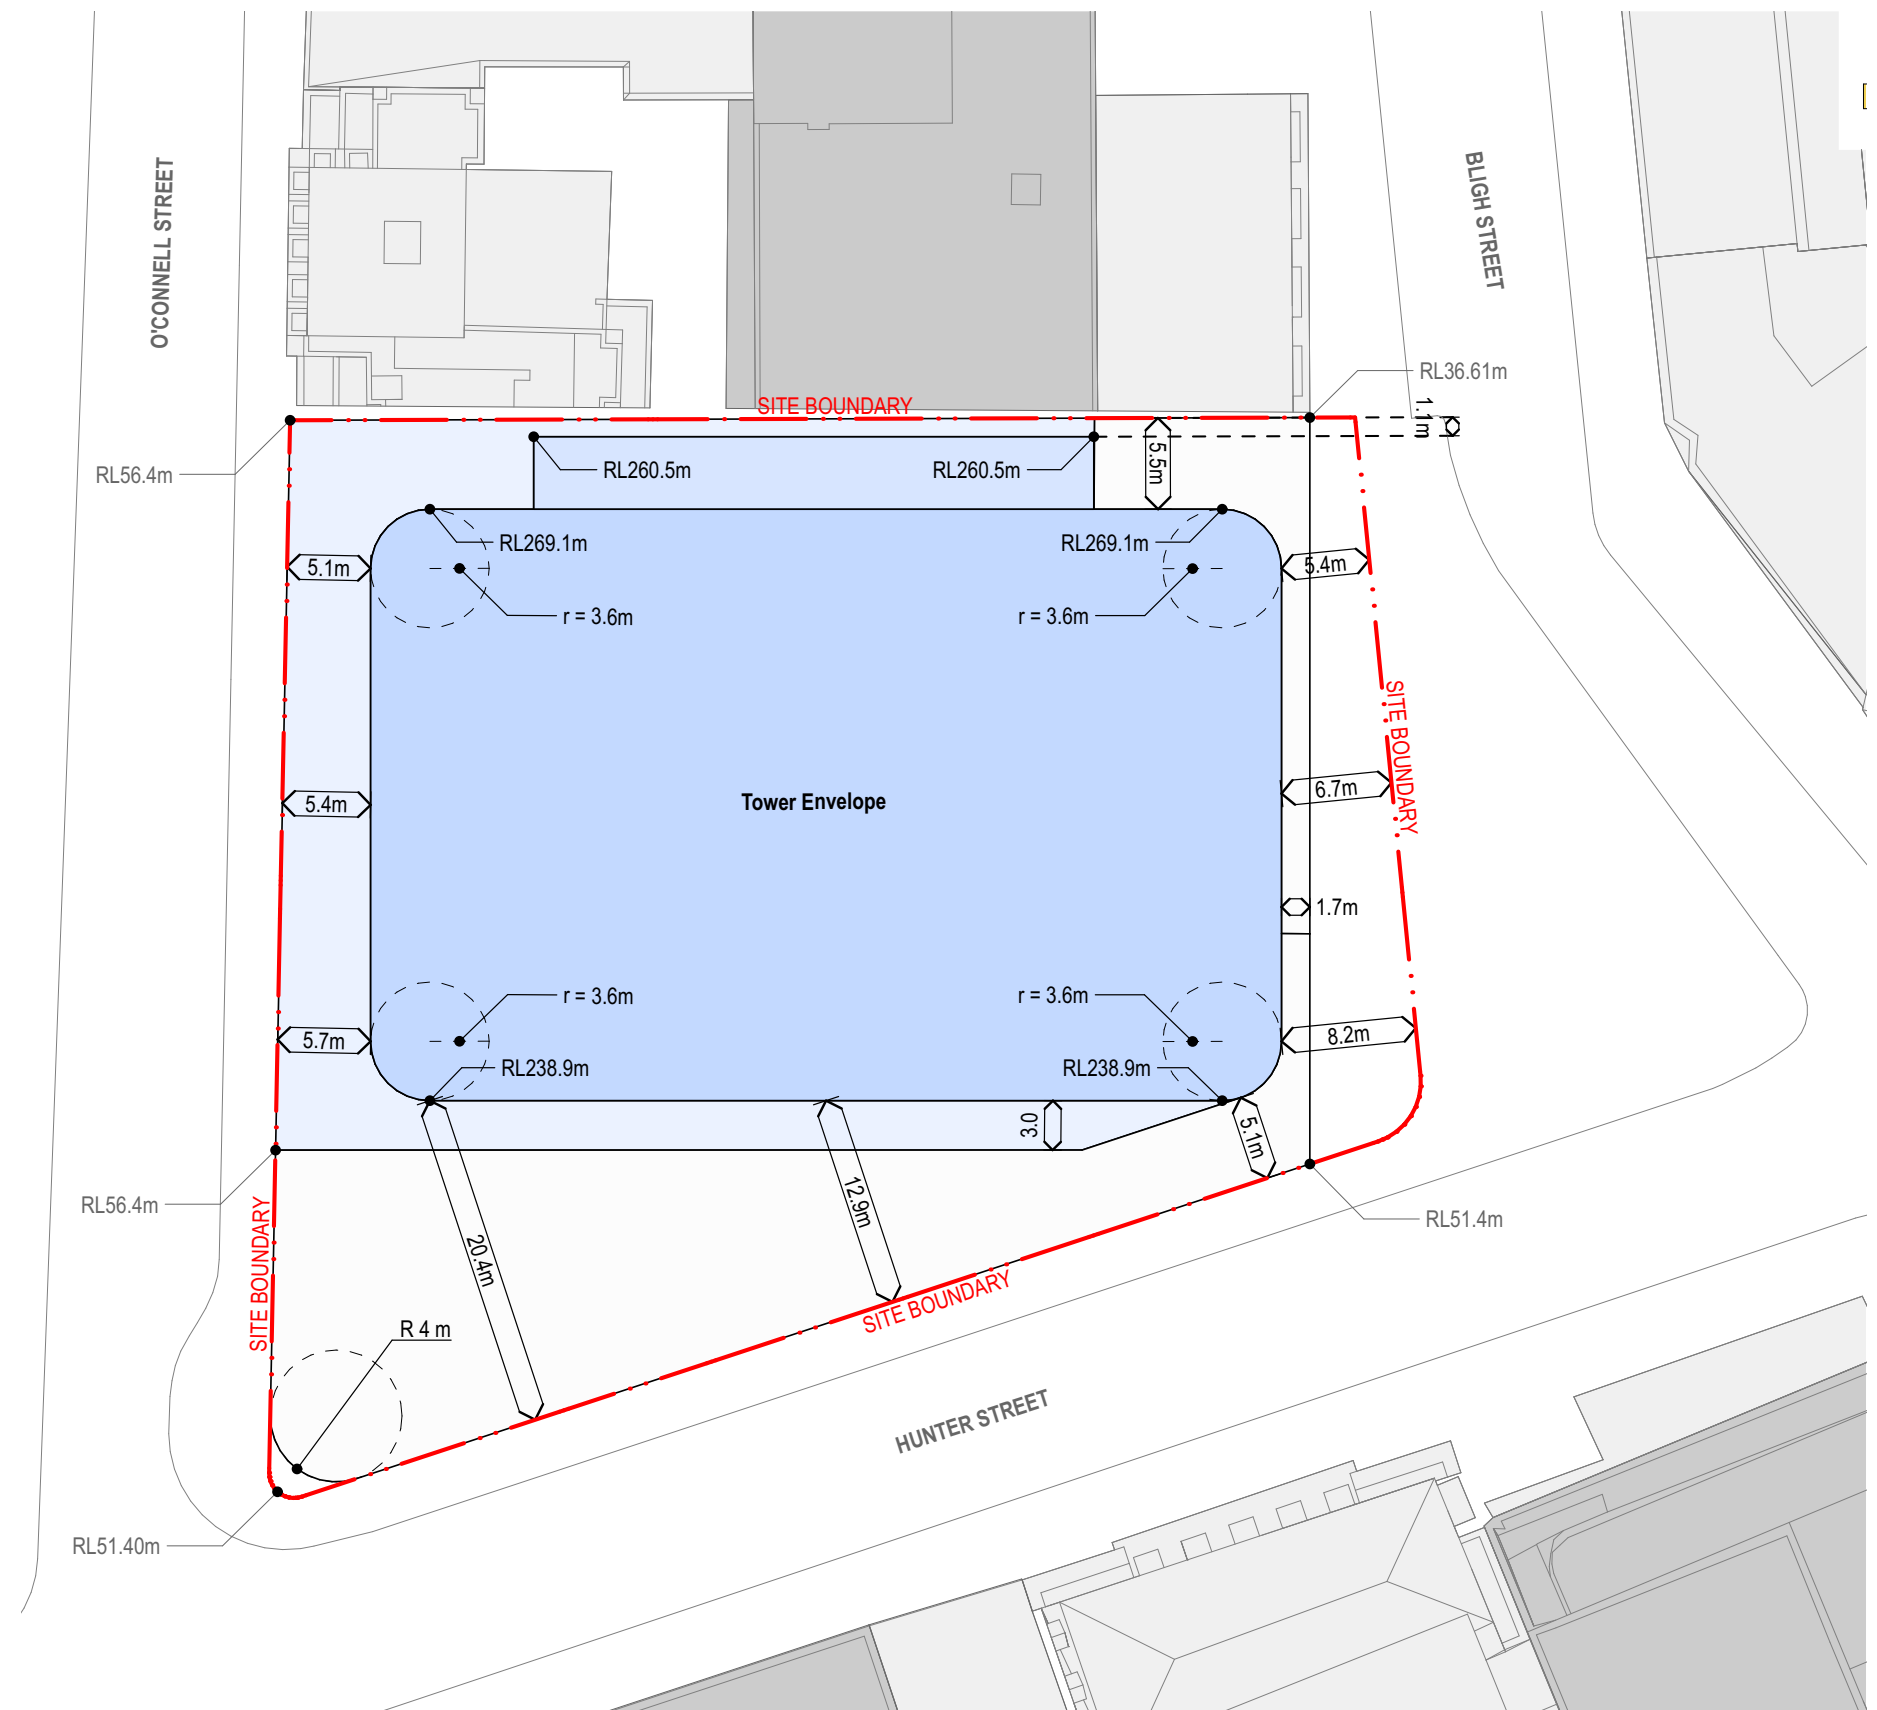 O'CONNELL STREET
BLIGH STREET
RL36.61m
SITE BOUNDARY
1.1m
RL56.4m
RL260.5m
RL260.5m
5.5m
RL269.1m
RL269.1m
5.1m
5.4m
r = 3.6m
r = 3.6m
SITE BOUNDARY
5.4m
Tower Envelope
6.7m
1.7m
r = 3.6m
r = 3.6m
5.7m
8.2m
RL238.9m
RL238.9m
3.0
5.1m
RL56.4m
12.9m
RL51.4m
SITE BOUNDARY
20.4m
SITE BOUNDARY
R 4 m
HUNTER STREET
RL51.40m